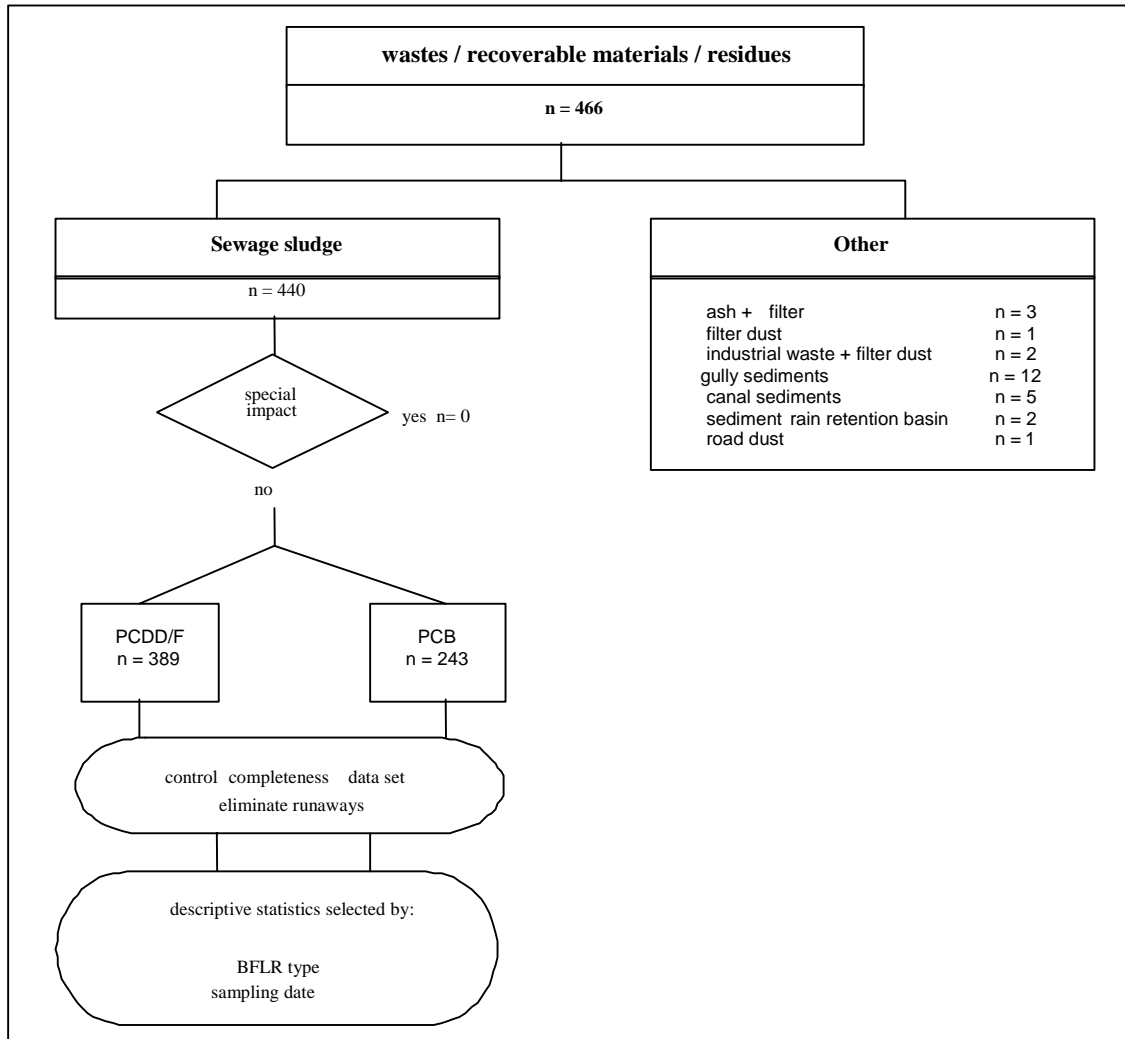 wastes / recoverable materials / residues
n = 466
Sewage sludge
n = 440
special
impact
yes n= 0
no
PCDD/F
n = 389
PCB
n = 243
control completeness data set
eliminate runaways
descriptive statistics selected by:
BFLR type
sampling date
Other
ash + filter n = 3
filter dust n = 1
industrial waste + filter dust n = 2
gully sediments n = 12
canal sediments n = 5
sediment rain retention basin n = 2
road dust n = 1